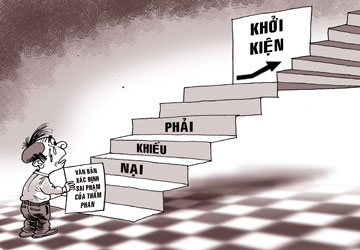 KHỞI
KIỆN
PHẢI
KHIẾU
NẠI
VĂN BẢN
XÁC ĐỊNH
SAI PHẠM
CỦA THẨM
PHÁN